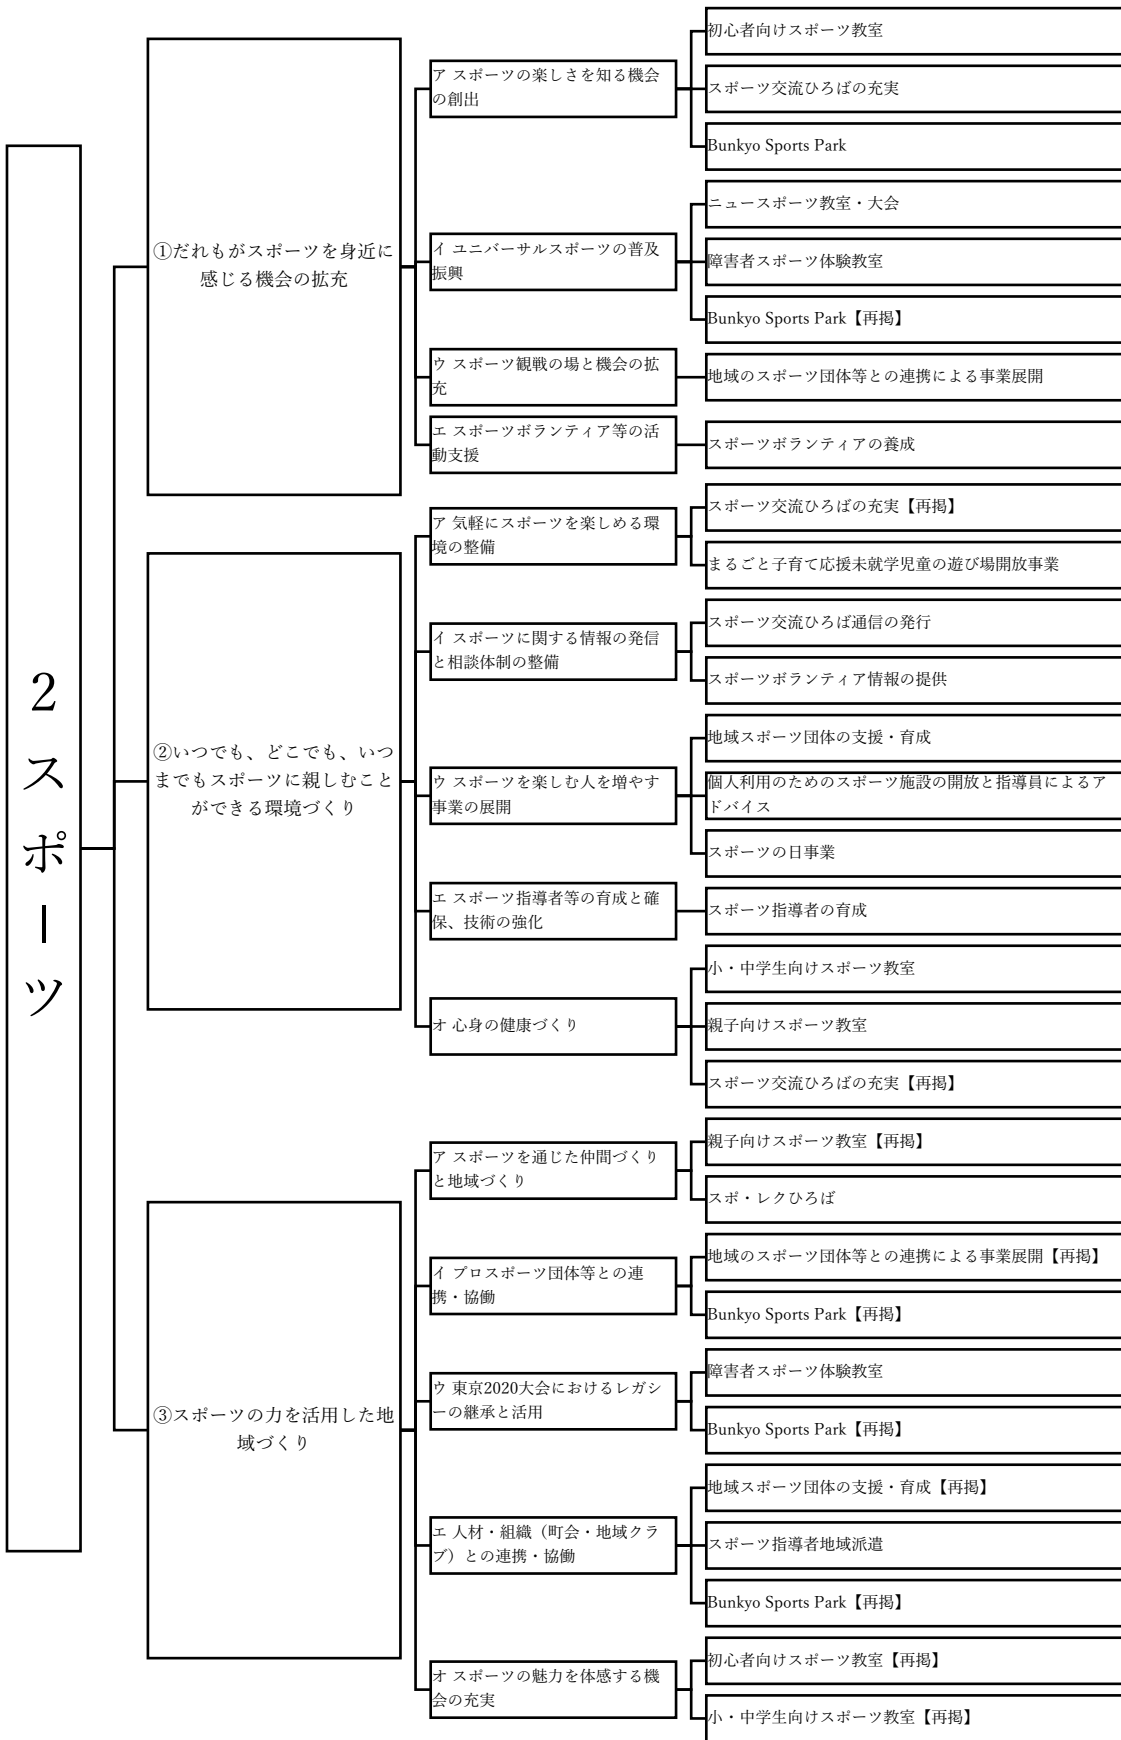 2スポーツ
①だれもがスポーツを身近に
感じる機会の拡充
ア スポーツの楽しさを知る機会
の創出
初心者向けスポーツ教室
スポーツ交流ひろばの充実
Bunkyo Sports Park
イ ユニバーサルスポーツの普及
振興
ニュースポーツ教室・大会
障害者スポーツ体験教室
Bunkyo Sports Park【再掲】
ウ スポーツ観戦の場と機会の拡
充
地域のスポーツ団体等との連携による事業展開
エ スポーツボランティア等の活
動支援
スポーツボランティアの養成
②いつでも、どこでも、いつ
までもスポーツに親しむこと
ができる環境づくり
ア 気軽にスポーツを楽しめる環
境の整備
スポーツ交流ひろばの充実【再掲】
まるごと子育て応援未就学児童の遊び場開放事業
イ スポーツに関する情報の発信
と相談体制の整備
スポーツ交流ひろば通信の発行
スポーツボランティア情報の提供
ウ スポーツを楽しむ人を増やす
事業の展開
地域スポーツ団体の支援・育成
個人利用のためのスポーツ施設の開放と指導員によるア
ドバイス
スポーツの日事業
エ スポーツ指導者等の育成と確
保、技術の強化
スポーツ指導者の育成
オ 心身の健康づくり
小・中学生向けスポーツ教室
親子向けスポーツ教室
スポーツ交流ひろばの充実【再掲】
③スポーツの力を活用した地
域づくり
ア スポーツを通じた仲間づくり
と地域づくり
親子向けスポーツ教室【再掲】
スポ・レクひろば
イ プロスポーツ団体等との連
携・協働
地域のスポーツ団体等との連携による事業展開【再掲】
Bunkyo Sports Park【再掲】
ウ 東京2020大会におけるレガシ
ーの継承と活用
障害者スポーツ体験教室
Bunkyo Sports Park【再掲】
エ 人材・組織（町会・地域クラ
ブ）との連携・協働
地域スポーツ団体の支援・育成【再掲】
スポーツ指導者地域派遣
Bunkyo Sports Park【再掲】
オ スポーツの魅力を体感する機
会の充実
初心者向けスポーツ教室【再掲】
小・中学生向けスポーツ教室【再掲】